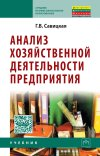 Г.В. Савицкая
АНАЛИЗ
ХОЗЯЙСТВЕННОЙ
ДЕЯТЕЛЬНОСТИ
ПРЕДПРИЯТИЯ
УЧЕБНИК